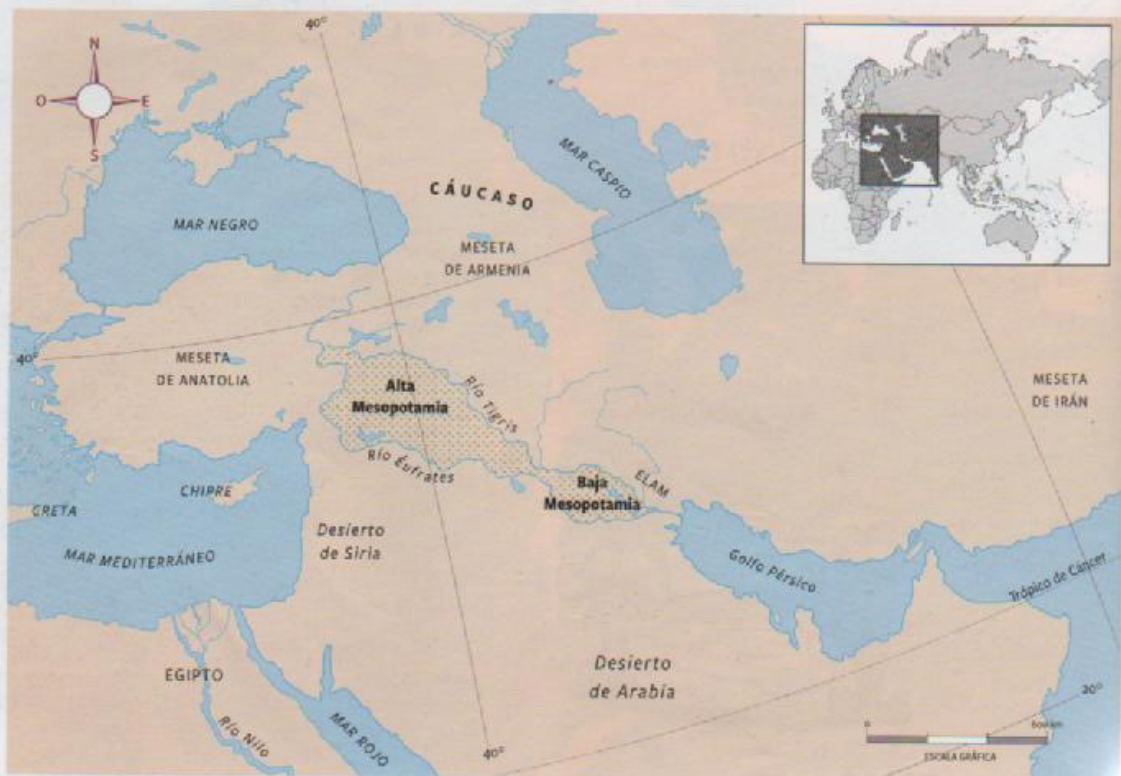 N
O
E
S
40°
MAR CASPIO
CÁUCASO
MAR NEGRO
MESETA
DE ARMENIA
40°
MESETA
DE ANATOLIA
MESETA
DE IRÁN
Alta
Mesopotamia
Río Tigris
Río Éufrates
ELAM
Baja
Mesopotamia
CHIPRE
CRETA
MAR MEDITERRÁNEO
Desierto
de Siria
Golfo Pérsico
Trópico de Cáncer
Desierto
de Arabia
EGIPTO
Río Nilo
MAR ROJO
40°
20°
0
ESCALA GRÁFICA